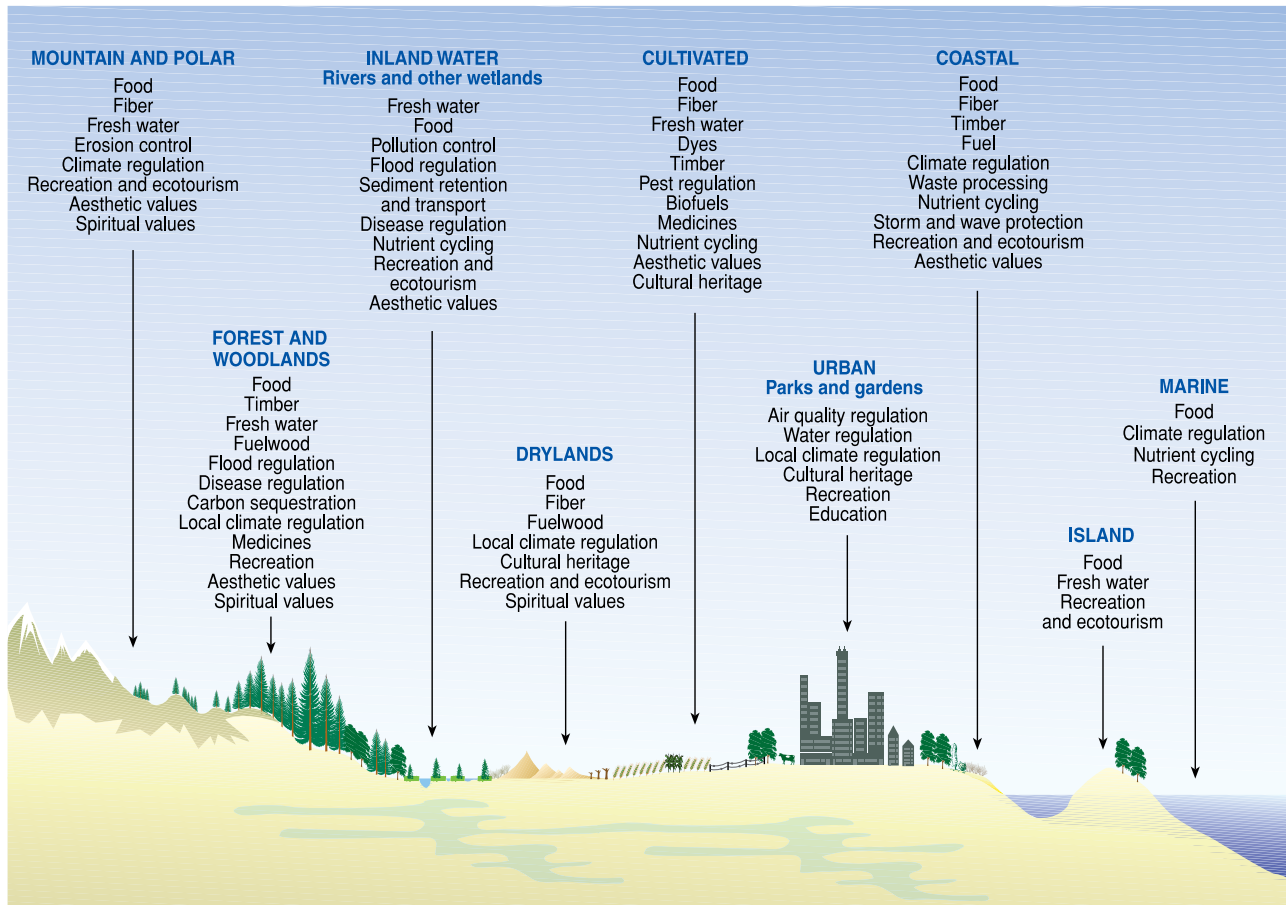 MOUNTAIN AND POLAR
Food
Fiber
Fresh water
Erosion control
Climate regulation
Recreation and ecotourism
Aesthetic values
Spiritual values
INLAND WATER
Rivers and other wetlands
Fresh water
Food
Pollution control
Flood regulation
Sediment retention
and transport
Disease regulation
Nutrient cycling
Recreation and
ecotourism
Aesthetic values
CULTIVATED
Food
Fiber
Fresh water
Dyes
Timber
Pest regulation
Biofuels
Medicines
Nutrient cycling
Aesthetic values
Cultural heritage
COASTAL
Food
Fiber
Timber
Fuel
Climate regulation
Waste processing
Nutrient cycling
Storm and wave protection
Recreation and ecotourism
Aesthetic values
FOREST AND
WOODLANDS
Food
Timber
Fresh water
Fuelwood
Flood regulation
Disease regulation
Carbon sequestration
Local climate regulation
Medicines
Recreation
Aesthetic values
Spiritual values
DRYLANDS
Food
Fiber
Fuelwood
Local climate regulation
Cultural heritage
Recreation and ecotourism
Spiritual values
URBAN
Parks and gardens
Air quality regulation
Water regulation
Local climate regulation
Cultural heritage
Recreation
Education
MARINE
Food
Climate regulation
Nutrient cycling
Recreation
ISLAND
Food
Fresh water
Recreation
and ecotourism